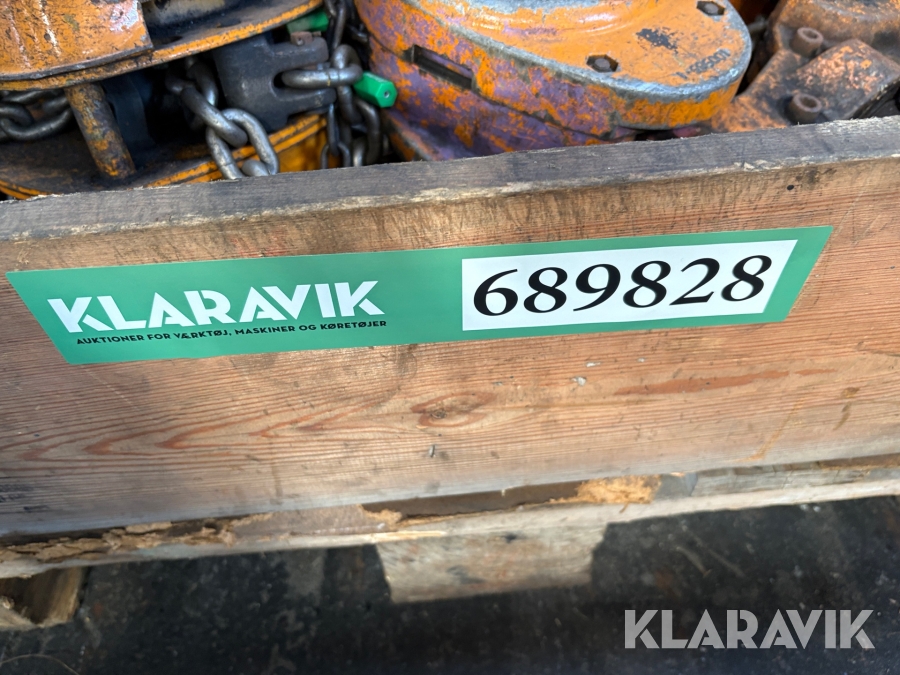 KLARAVIK
AUKTIONER FOR VÆRKTØJ, MASKINER OG KØRETØJER
689828
KLARAVIK